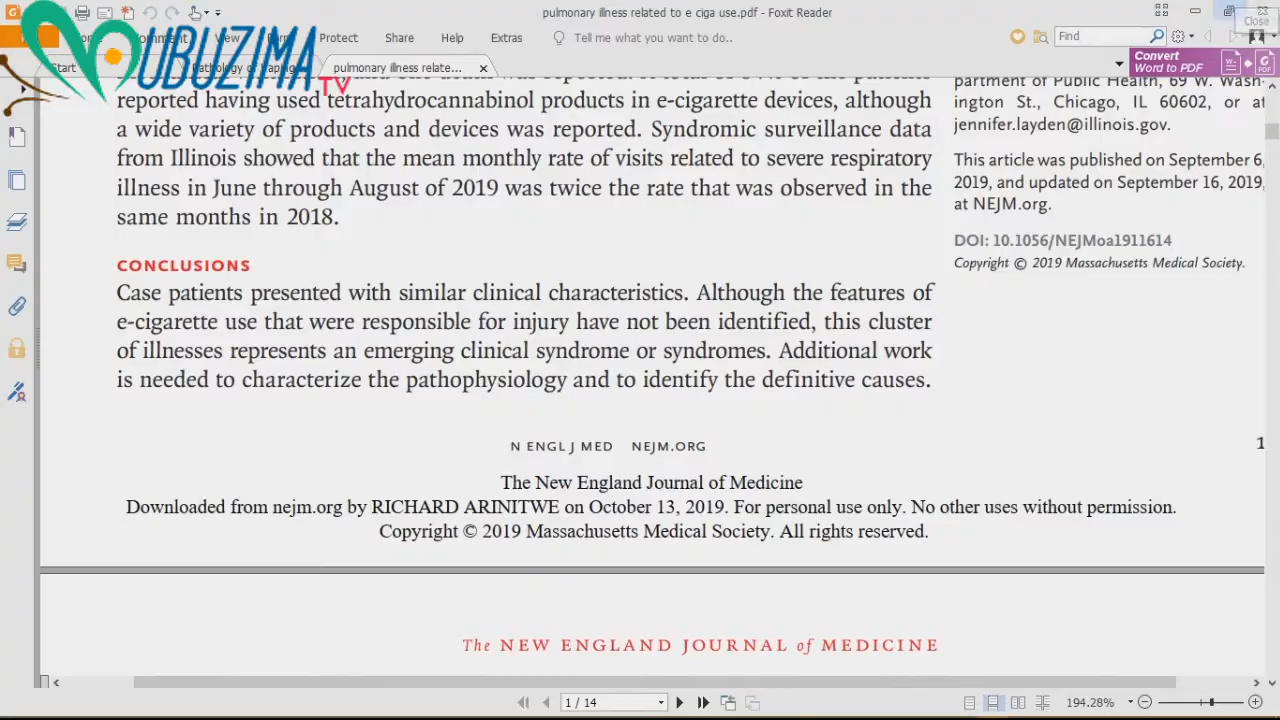 pulmonary illness related to e ciga use.pdf - Foxit Reader
View
Protect
Share
Help
Extras
Tell me what you want to do..
Find
Close
UBUZIMA
TV
Start
pulmonary illness relate...
Convert
Word to PDF
reported having used tetrahydrocannabinol products in e-cigarette devices, although
a wide variety of products and devices was reported. Syndromic surveillance data
from Illinois showed that the mean monthly rate of visits related to severe respiratory
illness in June through August of 2019 was twice the rate that was observed in the
same months in 2018.
CONCLUSIONS
Case patients presented with similar clinical characteristics. Although the features of
e-cigarette use that were responsible for injury have not been identified, this cluster
of illnesses represents an emerging clinical syndrome or syndromes. Additional work
is needed to characterize the pathophysiology and to identify the definitive causes.
partment of Public Health, 69 W. Wash-
ington St., Chicago, IL 60602, or at
jennifer.layden@illinois.gov.
This article was published on September 6,
2019, and updated on September 16, 2019,
at NEJM.org.
DOI: 10.1056/NEJMoa1911614
Copyright © 2019 Massachusetts Medical Society.
N ENGL J MED NEJM.ORG
1
The New England Journal of Medicine
Downloaded from nejm.org by RICHARD ARINITWE on October 13, 2019. For personal use only. No other uses without permission.
Copyright © 2019 Massachusetts Medical Society. All rights reserved.
The NEW ENGLAND JOURNAL of MEDICINE
1 / 14
194.28%